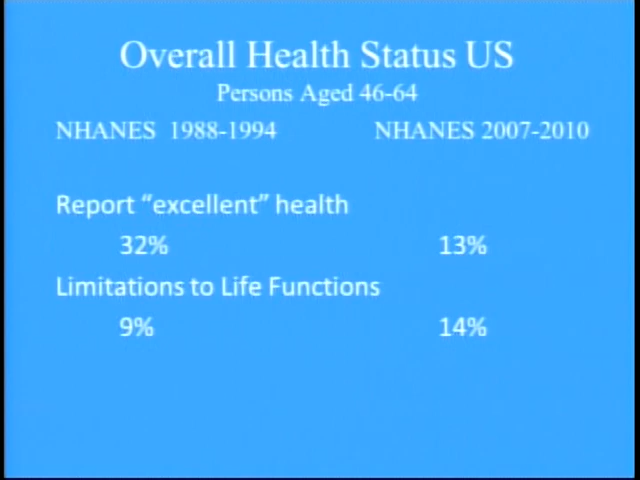 Overall Health Status US
Persons Aged 46-64
NHANES 1988-1994 NHANES 2007-2010
Report “excellent” health
32% 13%
Limitations to Life Functions
9% 14%